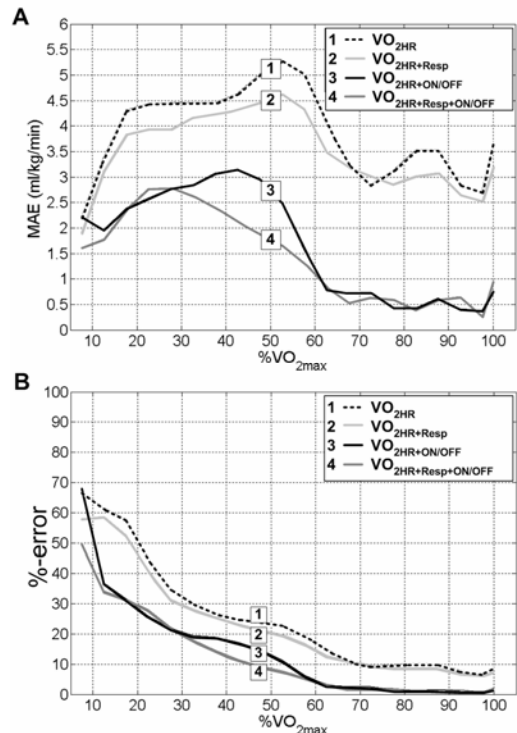 A
1 VO2HR
2 VO2HR+Resp
3 VO2HR+ON/OFF
4 VO2HR+Resp+ON/OFF
MAE (ml/kg/min)
6
5.5
5
4.5
4
3.5
3
2.5
2
1.5
1
0.5
0
1
2
3
4
10 20 30 40 50 60 70 80 90 100
%VO2max
B
1 VO2HR
2 VO2HR+Resp
3 VO2HR+ON/OFF
4 VO2HR+Resp+ON/OFF
%-error
100
90
80
70
60
50
40
30
20
10
0
1
2
3
4
10 20 30 40 50 60 70 80 90 100
%VO2max